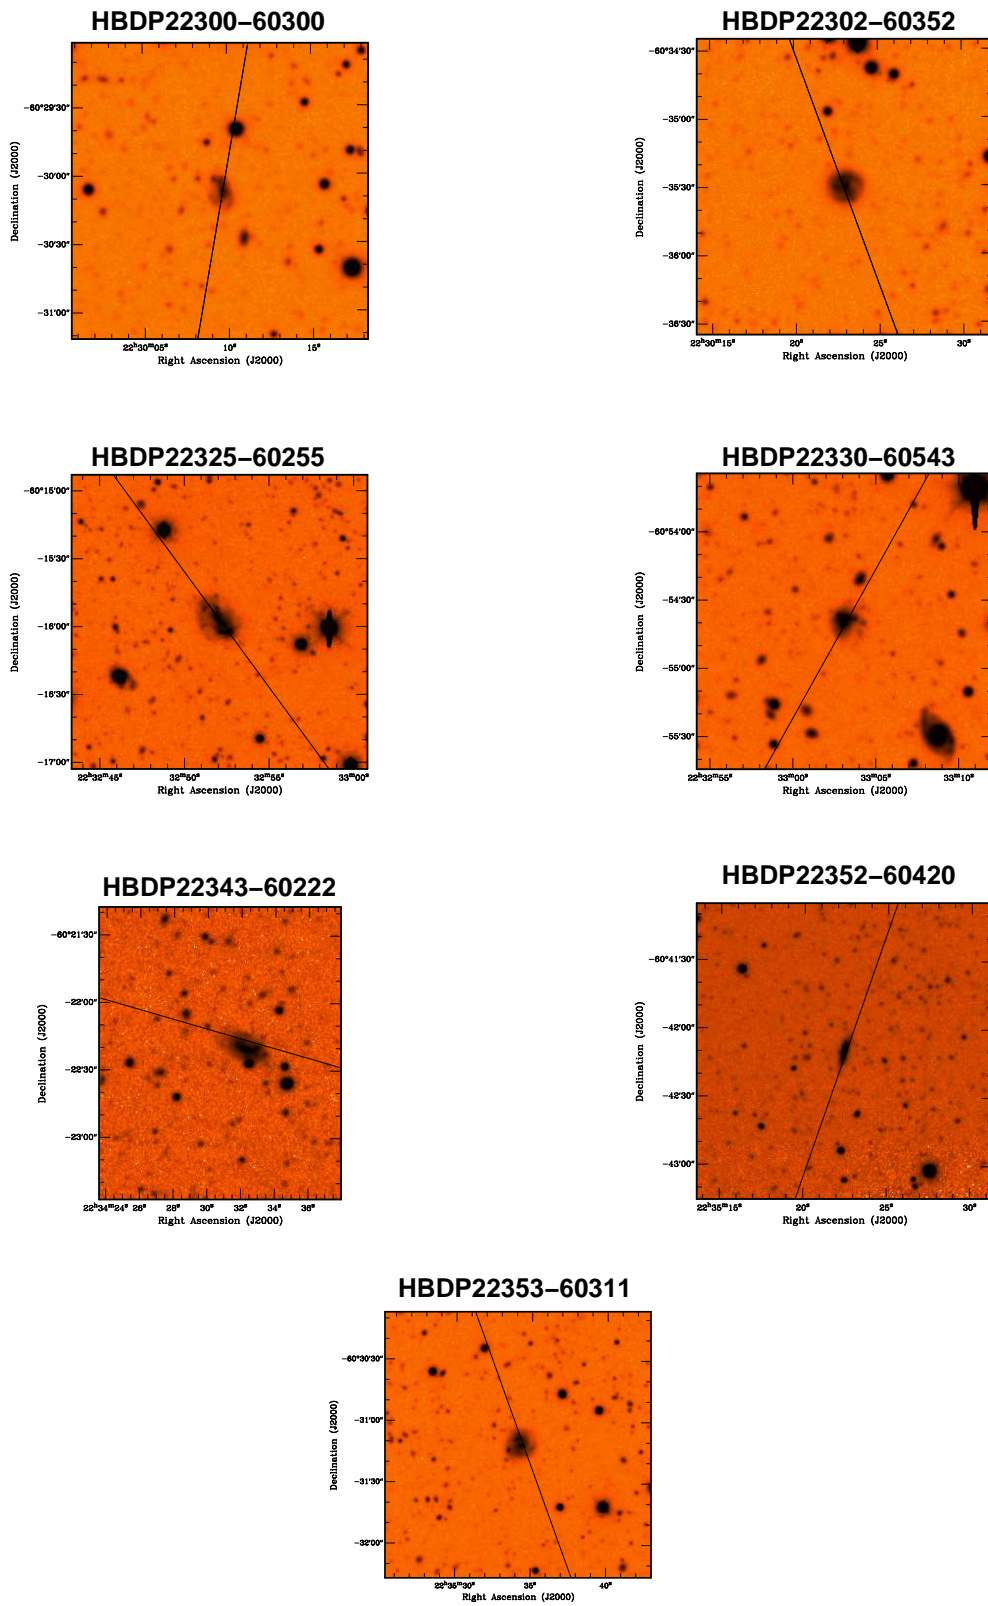 HBDP22300−60300
HBDP22302−60352
−60°29'30"
−30'00"
−30'30"
−31'00"
22ʰ30ᵐ05ˢ 10ˢ 15ˢ
Right Ascension (J2000)
Declination (J2000)
−60°34'30"
−35'00"
−35'30"
−36'00"
−36'30"
22ʰ30ᵐ15ˢ 20ˢ 25ˢ 30ˢ
Right Ascension (J2000)
Declination (J2000)
HBDP22325−60255
HBDP22330−60543
−60°15'00"
−15'30"
−16'00"
−16'30"
−17'00"
22ʰ32ᵐ45ˢ 32ᵐ50ˢ 32ᵐ55ˢ 33ᵐ00ˢ
Right Ascension (J2000)
Declination (J2000)
−60°54'00"
−54'30"
−55'00"
−55'30"
22ʰ32ᵐ55ˢ 33ᵐ00ˢ 33ᵐ05ˢ 33ᵐ10ˢ
Right Ascension (J2000)
Declination (J2000)
HBDP22343−60222
HBDP22352−60420
−60°21'30"
−22'00"
−22'30"
−23'00"
22ʰ34ᵐ24ˢ 26ˢ 28ˢ 30ˢ 32ˢ 34ˢ 36ˢ
Right Ascension (J2000)
Declination (J2000)
−60°41'30"
−42'00"
−42'30"
−43'00"
22ʰ35ᵐ15ˢ 20ˢ 25ˢ 30ˢ
Right Ascension (J2000)
Declination (J2000)
HBDP22353−60311
−60°30'30"
−31'00"
−31'30"
−32'00"
22ʰ35ᵐ30ˢ 35ˢ 40ˢ
Right Ascension (J2000)
Declination (J2000)